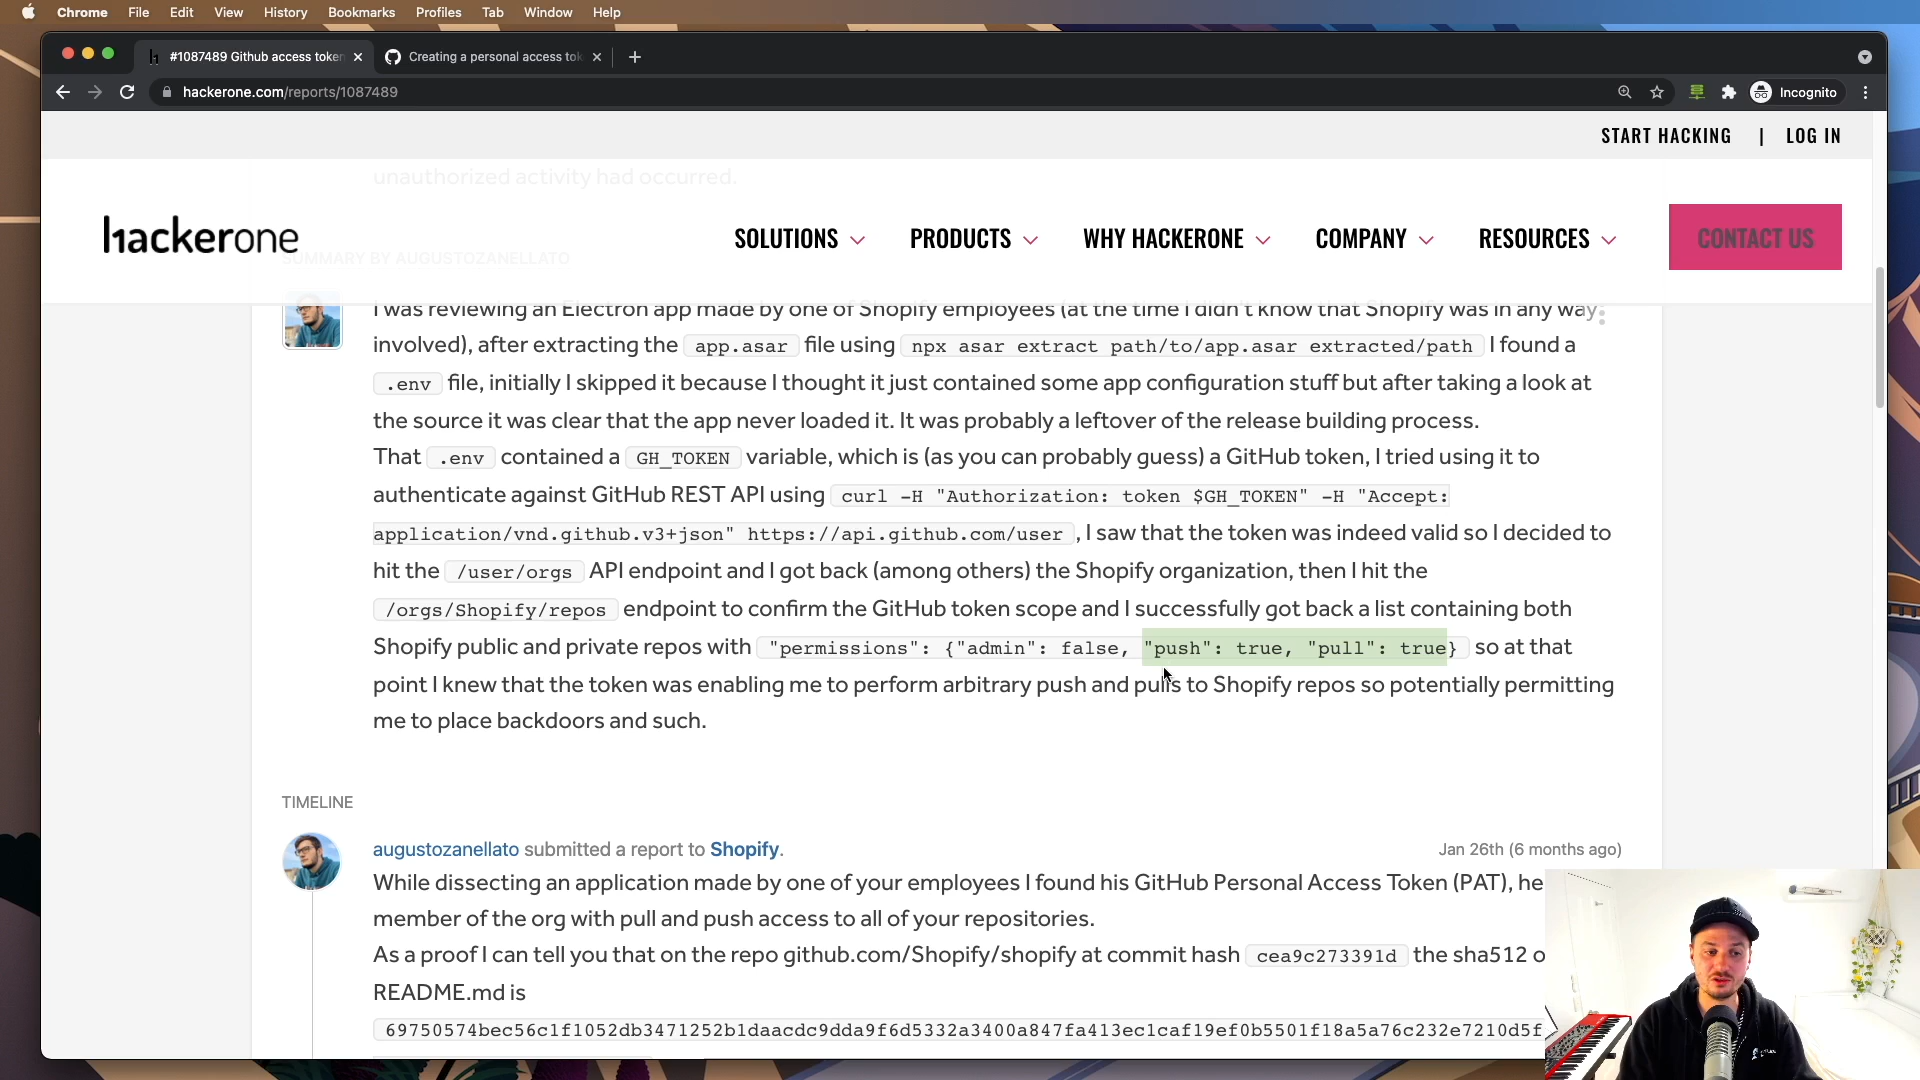 Chrome File Edit View History Bookmarks Profiles Tab Window Help
#1087489 Github access token
Creating a personal access tok
hackerone.com/reports/1087489
Incognito
START HACKING | LOG IN
unauthorized activity had occurred.
hackerone
SOLUTIONS PRODUCTS WHY HACKERONE COMPANY RESOURCES CONTACT US
SUMMARY BY AUGUSTOZANELLATO
I was reviewing an Electron app made by one of Shopify employees (at the time I didn't know that Shopify was in any way
involved), after extracting the app.asar file using npx asar extract path/to/app.asar extracted/path I found a
.env file, initially I skipped it because I thought it just contained some app configuration stuff but after taking a look at
the source it was clear that the app never loaded it. It was probably a leftover of the release building process.
That .env contained a GH_TOKEN variable, which is (as you can probably guess) a GitHub token, I tried using it to
authenticate against GitHub REST API using curl -H "Authorization: token $GH_TOKEN" -H "Accept:
application/vnd.github.v3+json" https://api.github.com/user , I saw that the token was indeed valid so I decided to
hit the /user/orgs API endpoint and I got back (among others) the Shopify organization, then I hit the
/orgs/Shopify/repos endpoint to confirm the GitHub token scope and I successfully got back a list containing both
Shopify public and private repos with "permissions": {"admin": false, "push": true, "pull": true} so at that
point I knew that the token was enabling me to perform arbitrary push and pulls to Shopify repos so potentially permitting
me to place backdoors and such.
TIMELINE
augustozanellato submitted a report to Shopify.
Jan 26th (6 months ago)
While dissecting an application made by one of your employees I found his GitHub Personal Access Token (PAT), he
member of the org with pull and push access to all of your repositories.
As a proof I can tell you that on the repo github.com/Shopify/shopify at commit hash cea9c273391d the sha512 o
README.md is
69750574bec56c1f1052db3471252b1daacdc9dda9f6d5332a3400a847fa413ec1caf19ef0b5501f18a5a76c232e7210d5f